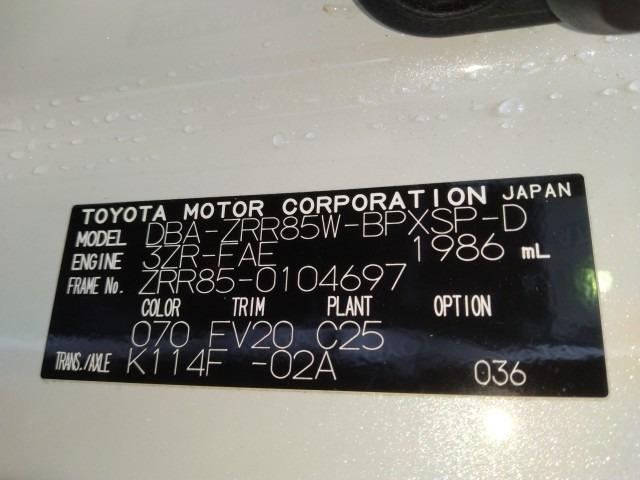 TOYOTA MOTOR CORPORATION JAPAN
MODEL DBA-ZRR85W-BPXSP-D
ENGINE 3ZR-FAE 1986 mL
FRAME No. ZRR85-0104697
COLOR TRIM PLANT OPTION
070 FV20 C25
TRANS./AXLE K114F -02A 036